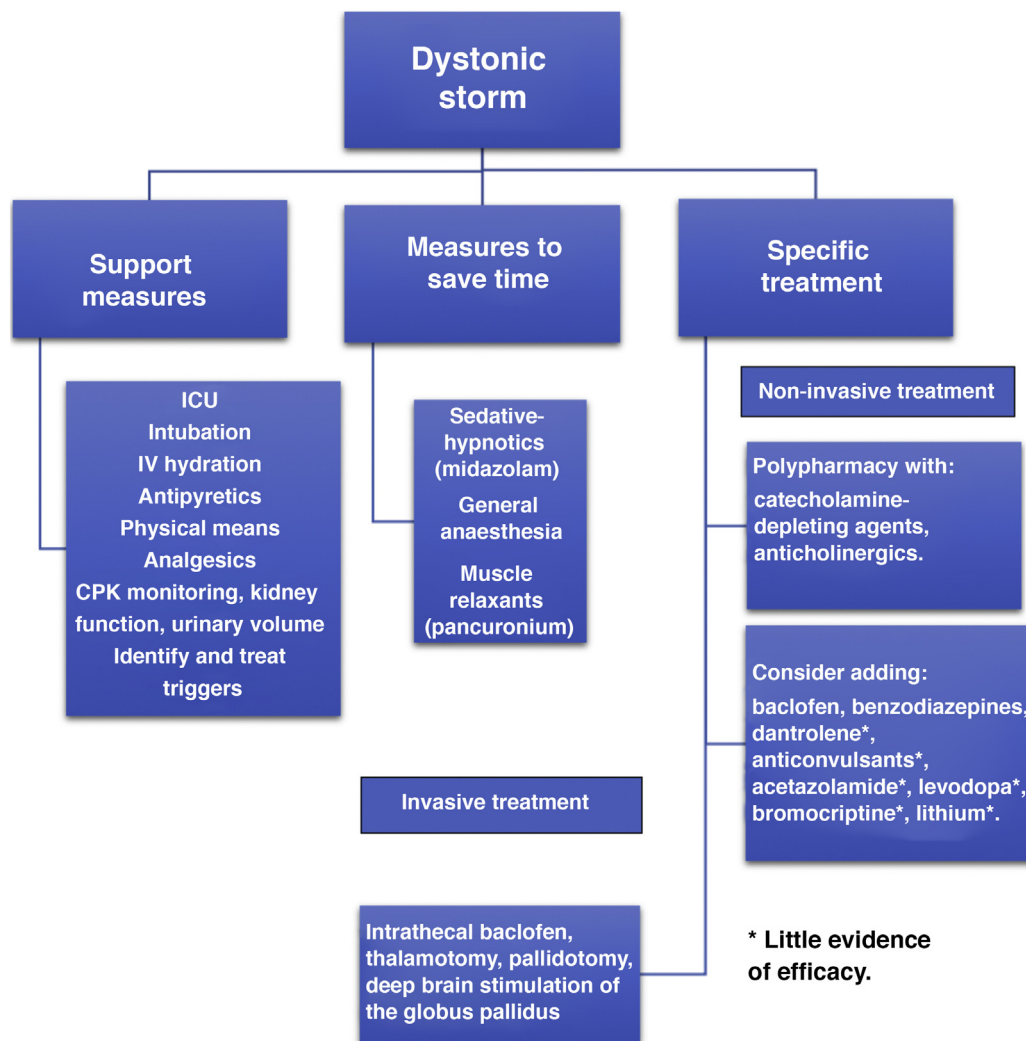 Dystonic
storm
Support
measures
ICU
Intubation
IV hydration
Antipyretics
Physical means
Analgesics
CPK monitoring, kidney
function, urinary volume
Identify and treat
triggers
Measures to
save time
Sedative-
hypnotics
(midazolam)
General
anaesthesia
Muscle
relaxants
(pancuronium)
Specific
treatment
Non-invasive treatment
Polypharmacy with:
catecholamine-
depleting agents,
anticholinergics.
Consider adding:
baclofen, benzodiazepines,
dantrolene*,
anticonvulsants*,
acetazolamide*, levodopa*,
bromocriptine*, lithium*.
Invasive treatment
Intrathecal baclofen,
thalamotomy, pallidotomy,
deep brain stimulation of
the globus pallidus
* Little evidence
of efficacy.